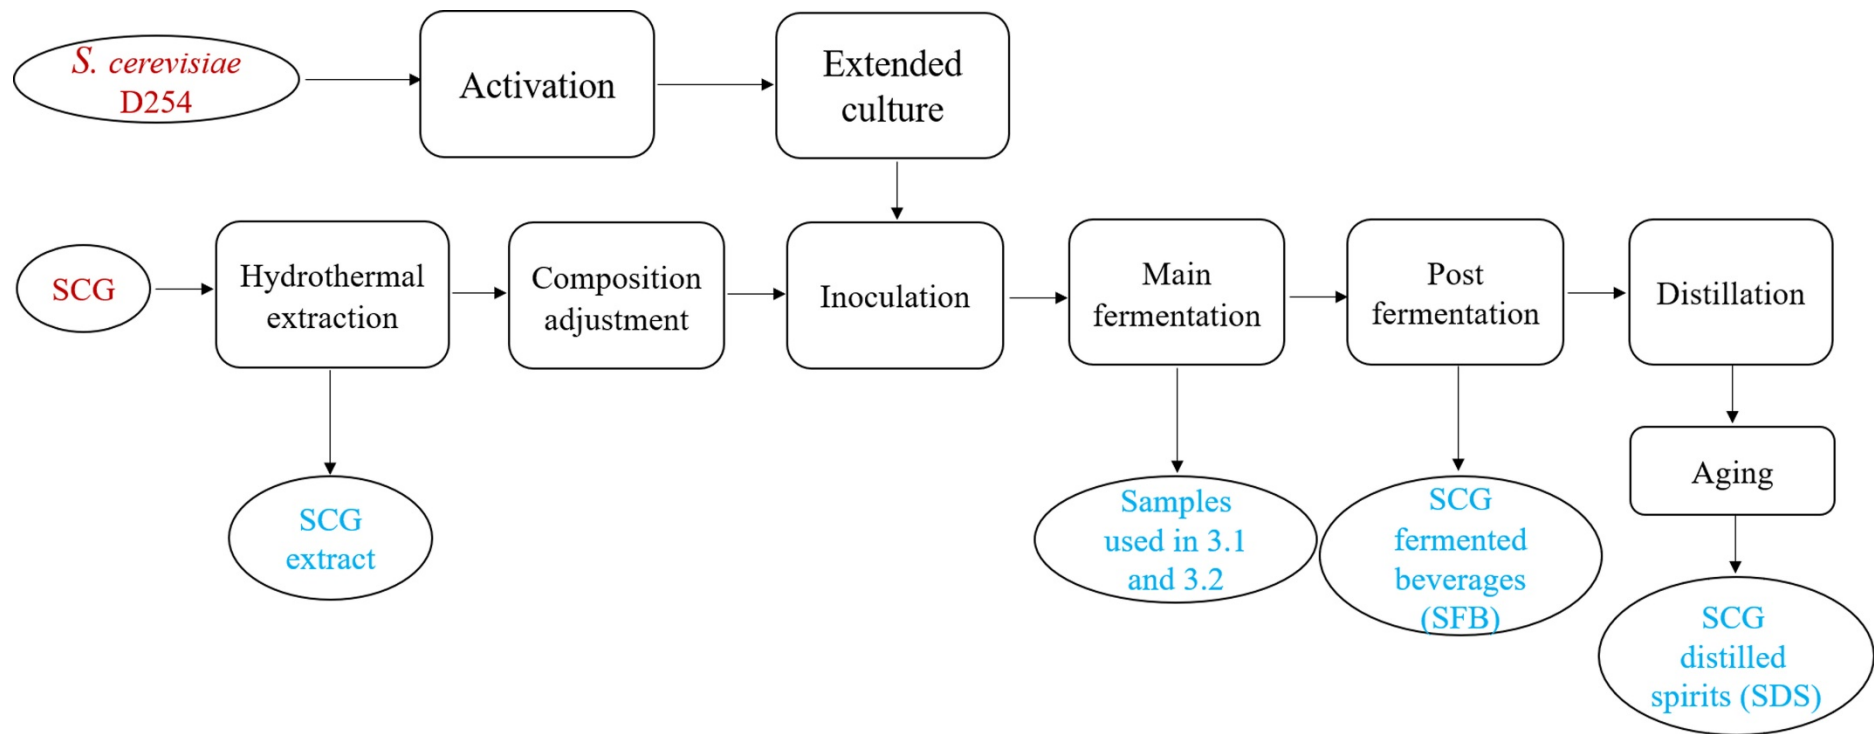 S. cerevisiae
D254
Activation
Extended
culture
SCG
Hydrothermal
extraction
Composition
adjustment
Inoculation
Main
fermentation
Post
fermentation
Distillation
Aging
SCG
extract
Samples
used in 3.1
and 3.2
SCG
fermented
beverages
(SFB)
SCG
distilled
spirits (SDS)